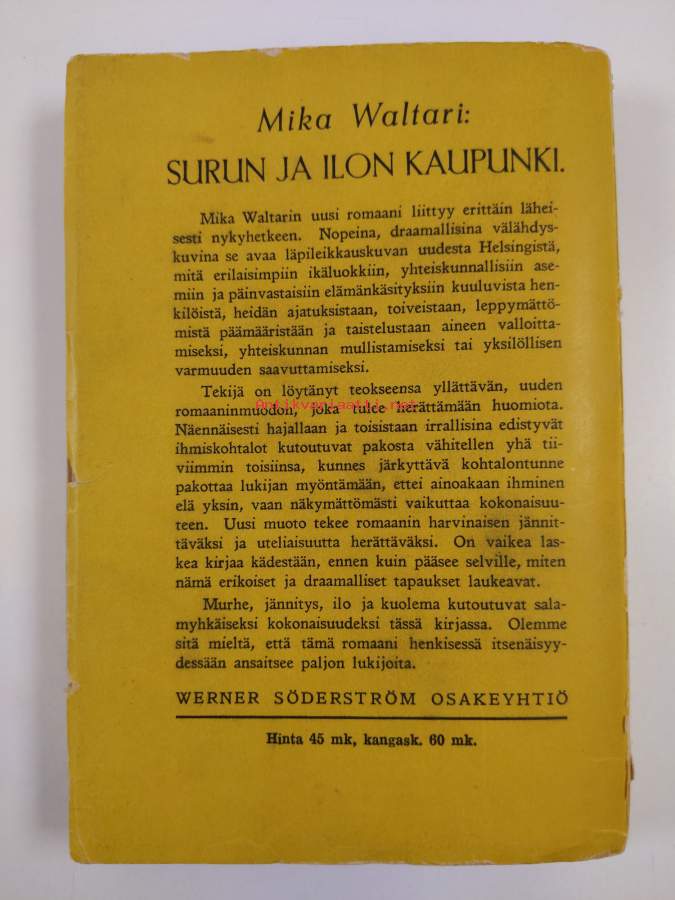 Mika Waltari:
SURUN JA ILON KAUPUNKI.
Mika Waltarin uusi romaani liittyy erittäin lähei-
sesti nykyhetkeen. Nopeina, draamallisina välähdys-
kuvina se avaa läpileikkauskuvan uudesta Helsingistä,
mitä erilaisimpiin ikäluokkiin, yhteiskunnallisiin ase-
miin ja päinvastaisiin elämänkäsityksiin kuuluvista hen-
kilöistä, heidän ajatuksistaan, toiveistaan, leppymättö-
mistä päämääristään ja taistelustaan aineen valloitta-
miseksi, yhteiskunnan mullistamiseksi tai yksilöllisen
varmuuden saavuttamiseksi.
Tekijä on löytänyt teokseensa yllättävän, uuden
romaaninmuodon, joka tulee herättämään huomiota.
Antikvariaatti.net
Näennäisesti hajallaan ja toisistaan irrallisina edistyvät
ihmiskohtalot kutoutuvat pakosta vähitellen yhä tii-
viimmin toisiinsa, kunnes järkyttävä kohtalontunne
pakottaa lukijan myöntämään, ettei ainoakaan ihminen
elä yksin, vaan näkymättömästi vaikuttaa kokonaisuu-
teen. Uusi muoto tekee romaanin harvinaisen jännit-
täväksi ja uteliaisuutta herättäväksi. On vaikea las-
kea kirjaa kädestään, ennen kuin pääsee selville, miten
nämä erikoiset ja draamalliset tapaukset laukeavat.
Murhe, jännitys, ilo ja kuolema kutoutuvat sala-
myhkäiseksi kokonaisuudeksi tässä kirjassa. Olemme
sitä mieltä, että tämä romaani henkisessä itsenäisyy-
dessään ansaitsee paljon lukijoita.
WERNER SÖDERSTRÖM OSAKEYHTIÖ
Hinta 45 mk, kangask. 60 mk.